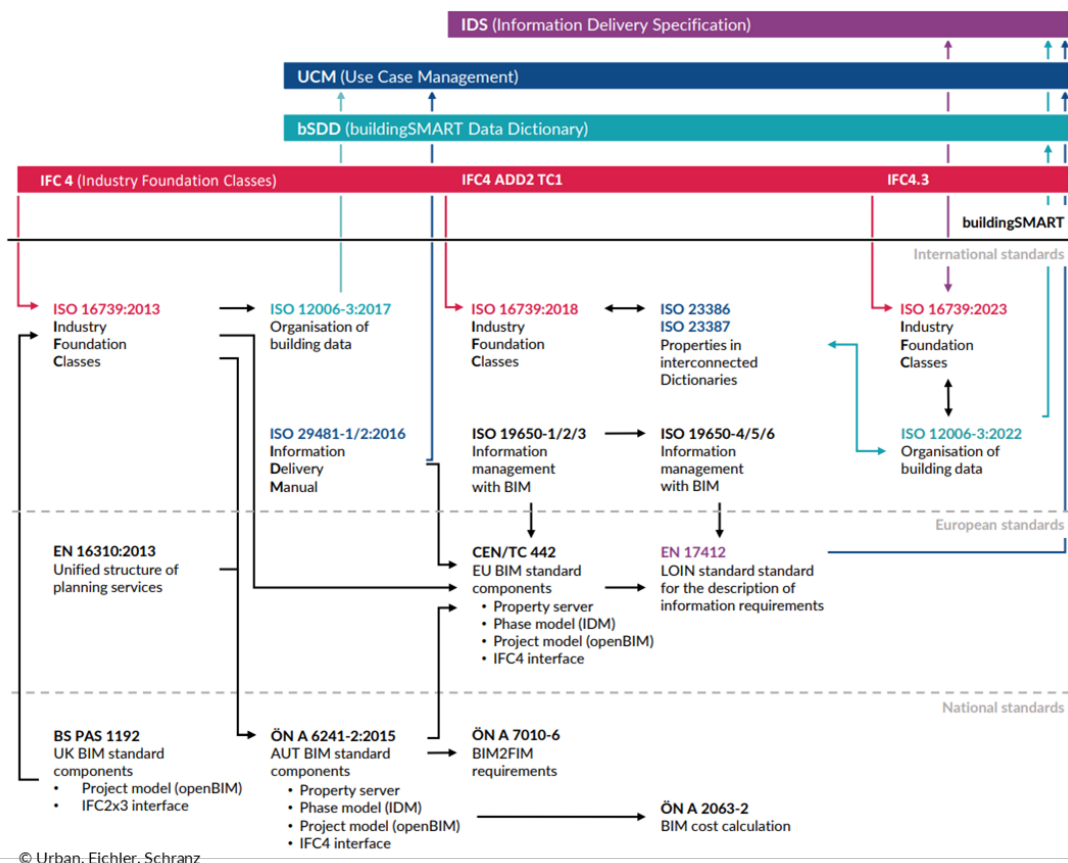 IDS (Information Delivery Specification)
UCM (Use Case Management)
bSDD (buildingSMART Data Dictionary)
IFC 4 (Industry Foundation Classes)
IFC4 ADD2 TC1
IFC4.3
buildingSMART
International standards
ISO 16739:2013
Industry
Foundation
Classes
ISO 12006-3:2017
Organisation of
building data
ISO 16739:2018
Industry
Foundation
Classes
ISO 23386
ISO 23387
Properties in
interconnected
Dictionaries
ISO 16739:2023
Industry
Foundation
Classes
ISO 29481-1/2:2016
Information
Delivery
Manual
ISO 19650-1/2/3
Information
management
with BIM
ISO 19650-4/5/6
Information
management
with BIM
ISO 12006-3:2022
Organisation of
building data
European standards
EN 16310:2013
Unified structure of
planning services
CEN/TC 442
EU BIM standard
components
• Property server
• Phase model (IDM)
• Project model (openBIM)
• IFC4 interface
EN 17412
LOIN standard standard
for the description of
information requirements
National standards
BS PAS 1192
UK BIM standard
components
• Project model (openBIM)
• IFC2x3 interface
ÖN A 6241-2:2015
AUT BIM standard
components
• Property server
• Phase model (IDM)
• Project model (openBIM)
• IFC4 interface
ÖN A 7010-6
BIM2FIM
requirements
ÖN A 2063-2
BIM cost calculation
© Urban, Eichler, Schranz